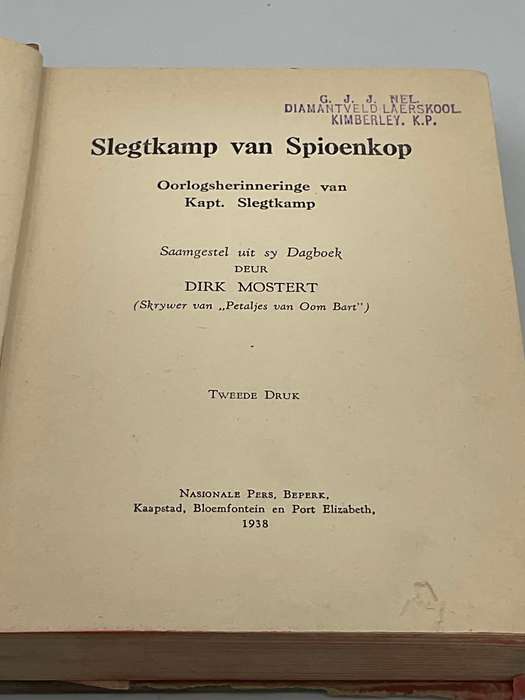 G. J. J. NEL.
DIAMANTVELD LAERSKOOL
KIMBERLEY. K.P.
Slegtkamp van Spioenkop
Oorlogsherinneringe van
Kapt. Slegtkamp
Saamgestel uit sy Dagboek
DEUR
DIRK MOSTERT
(Skrywer van „Petaljes van Oom Bart")
TWEEDE DRUK
NASIONALE PERS, BEPERK,
Kaapstad, Bloemfontein en Port Elizabeth,
1938